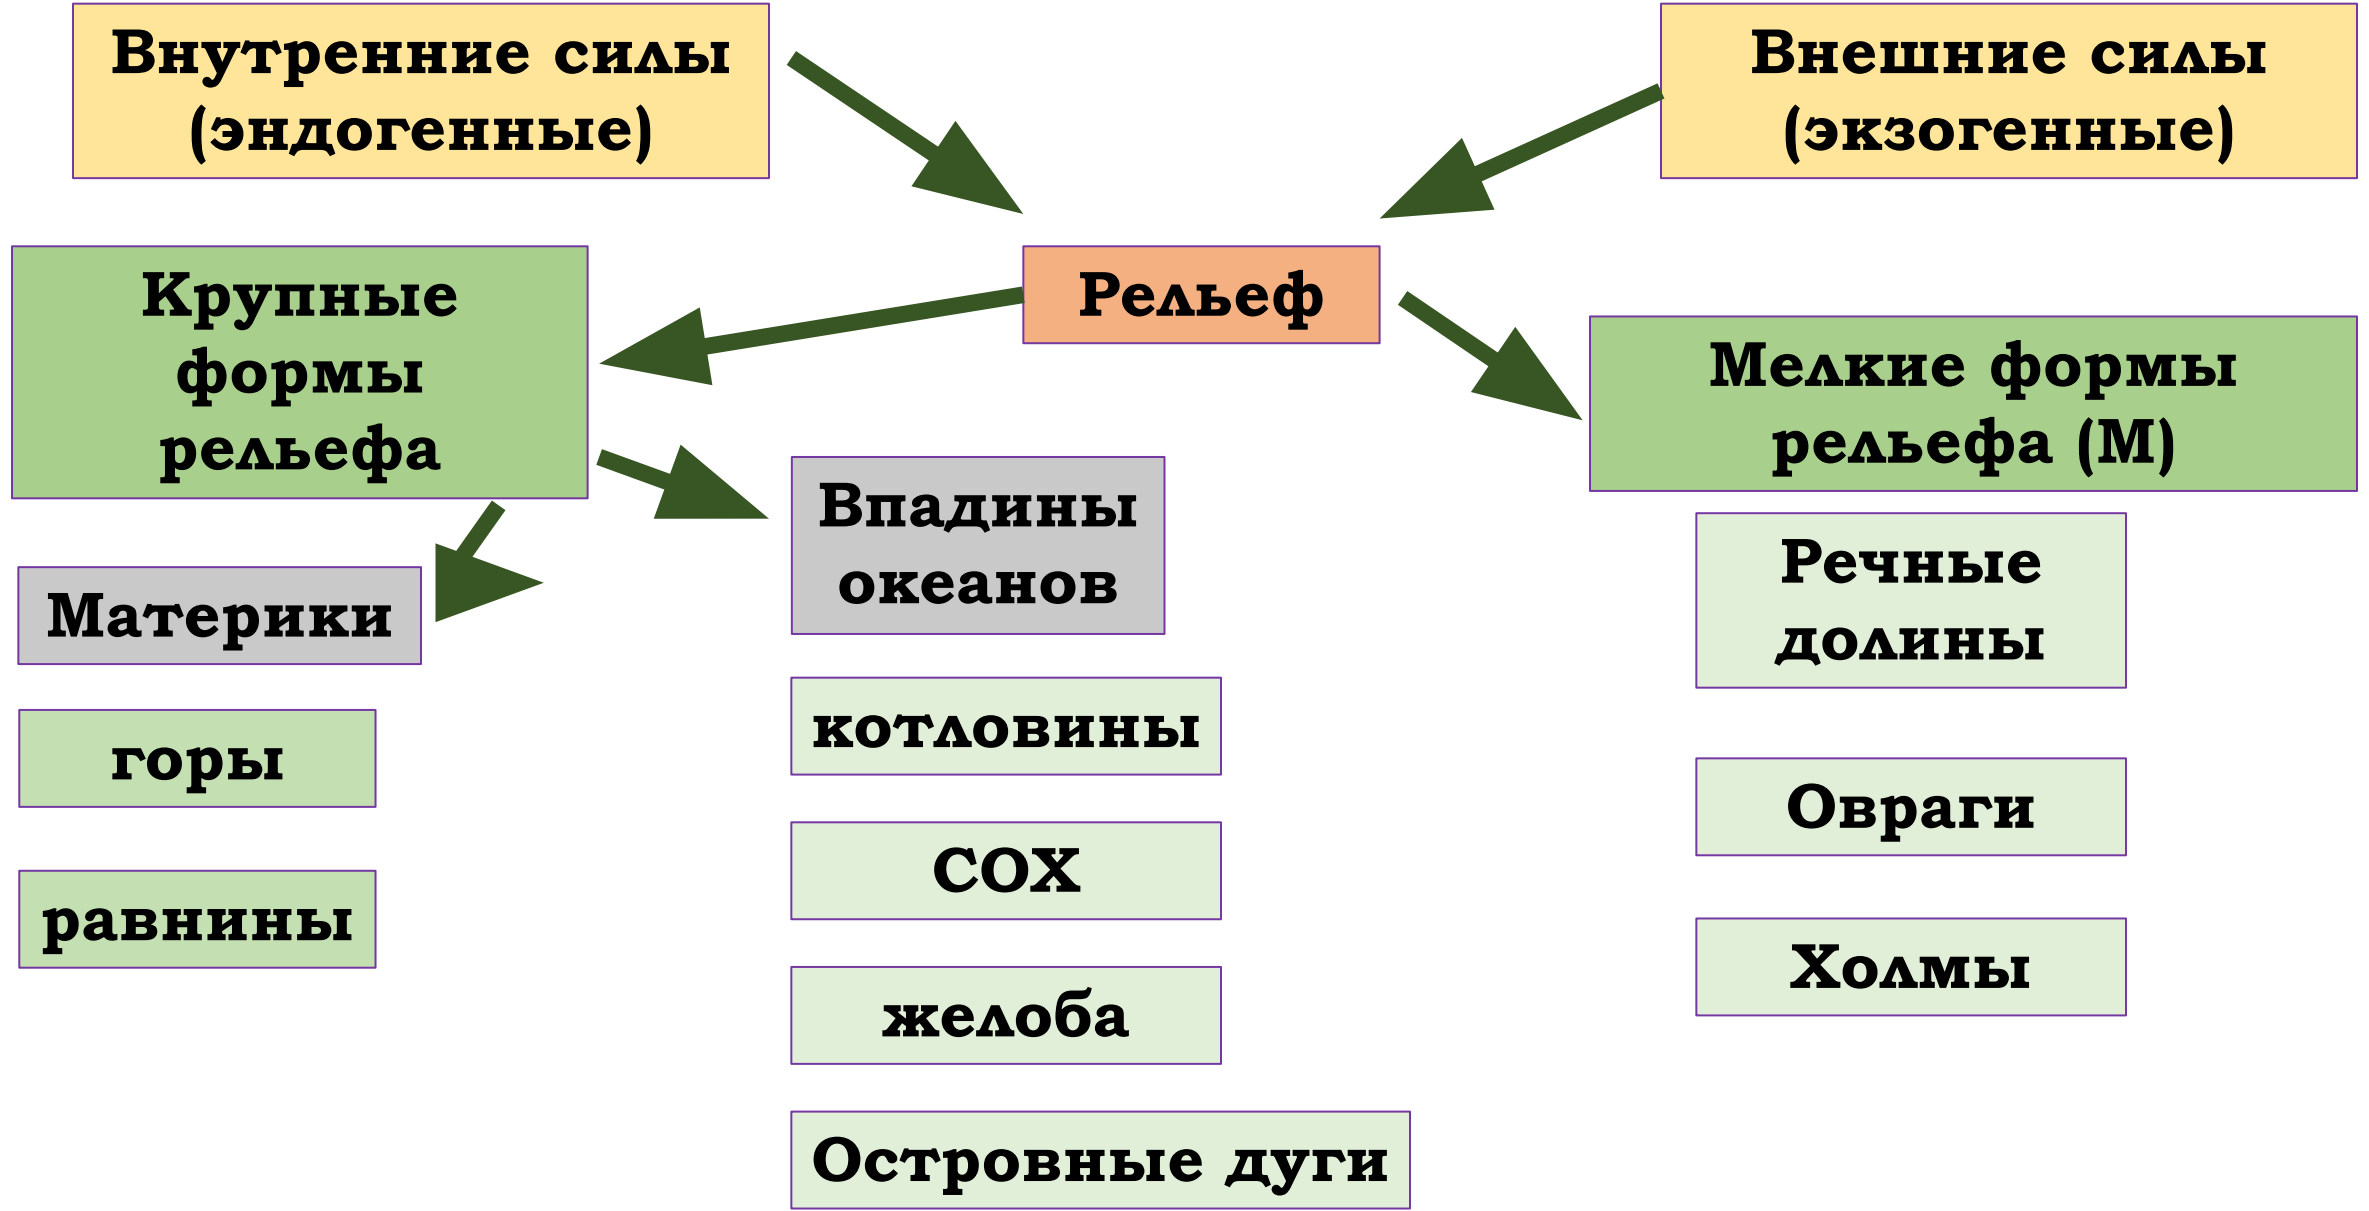 Внутренние силы
(эндогенные)
Внешние силы
(экзогенные)
Рельеф
Крупные
формы
рельефа
Мелкие формы
рельефа (М)
Материки
горы
равнины
Впадины
океанов
котловины
СОХ
желоба
Островные дуги
Речные
долины
Овраги
Холмы